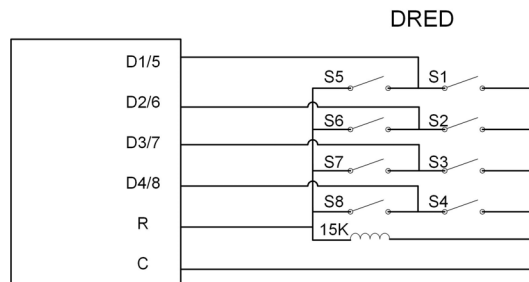 DRED
D1/5
S5 S1
D2/6
S6 S2
D3/7
S7 S3
D4/8
S8 S4
R
15K
C